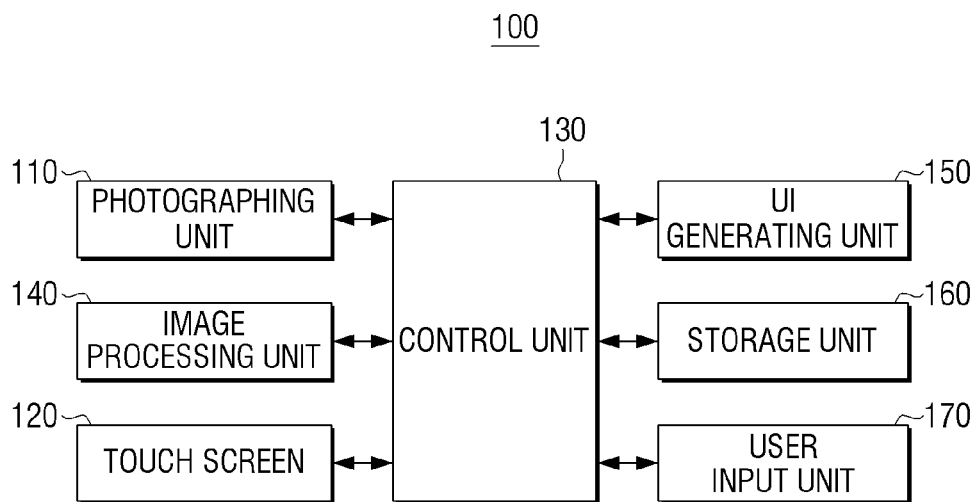 100
130
110
PHOTOGRAPHING
UNIT
150
UI
GENERATING UNIT
140
IMAGE
PROCESSING UNIT
CONTROL UNIT
160
STORAGE UNIT
120
TOUCH SCREEN
170
USER
INPUT UNIT